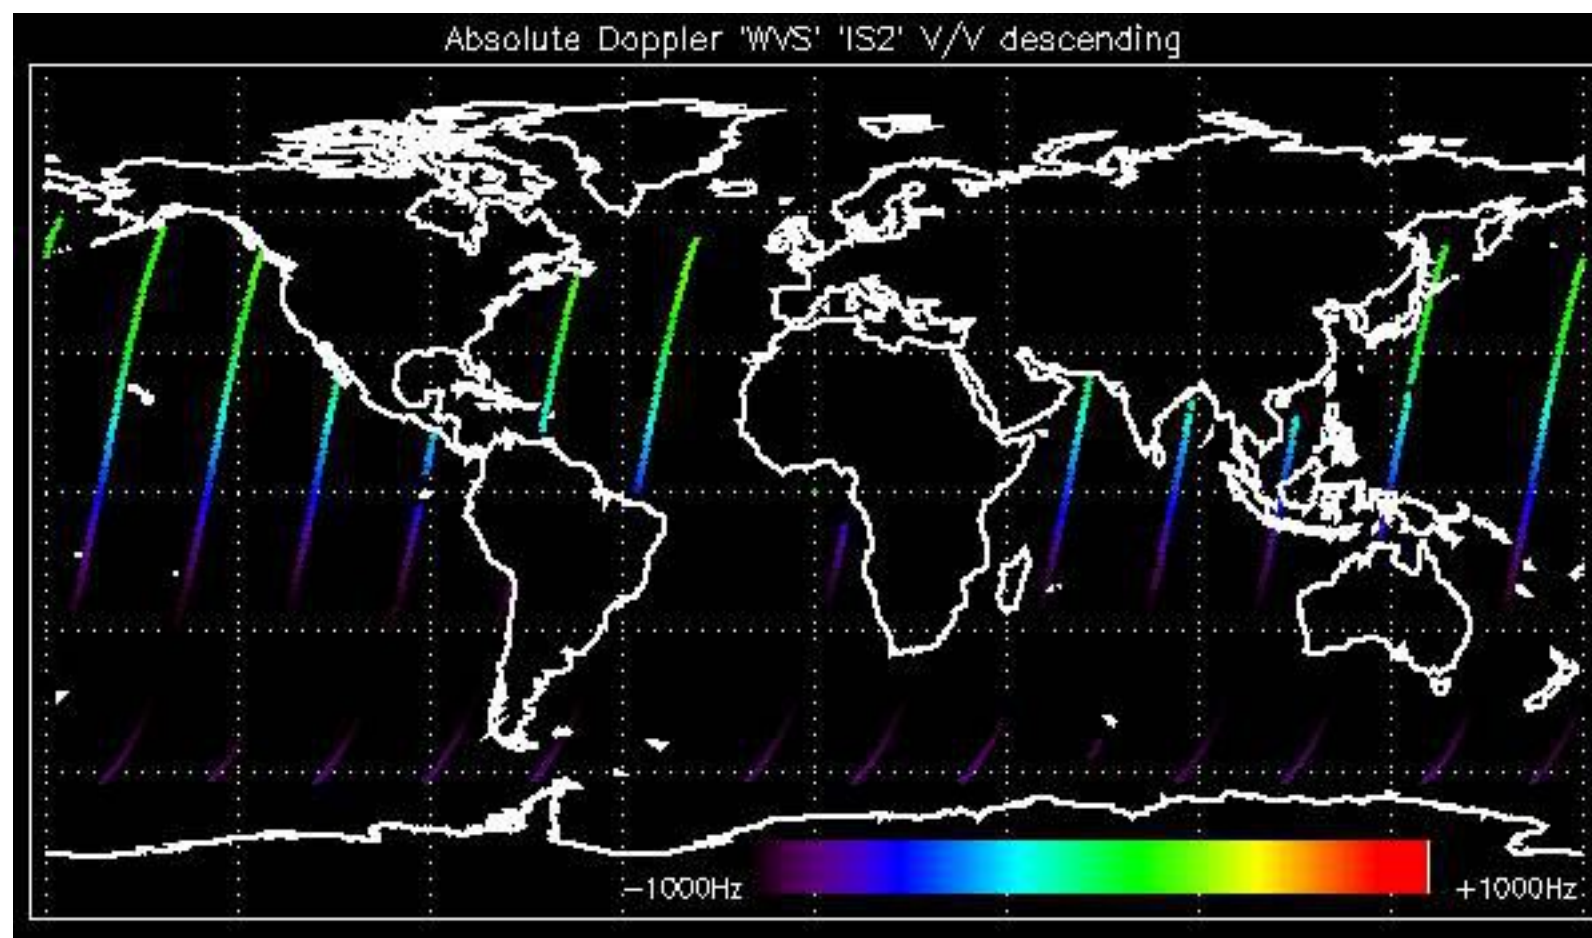 Absolute Doppler 'WVS' 'IS2' V/V descending
−1000Hz +1000Hz